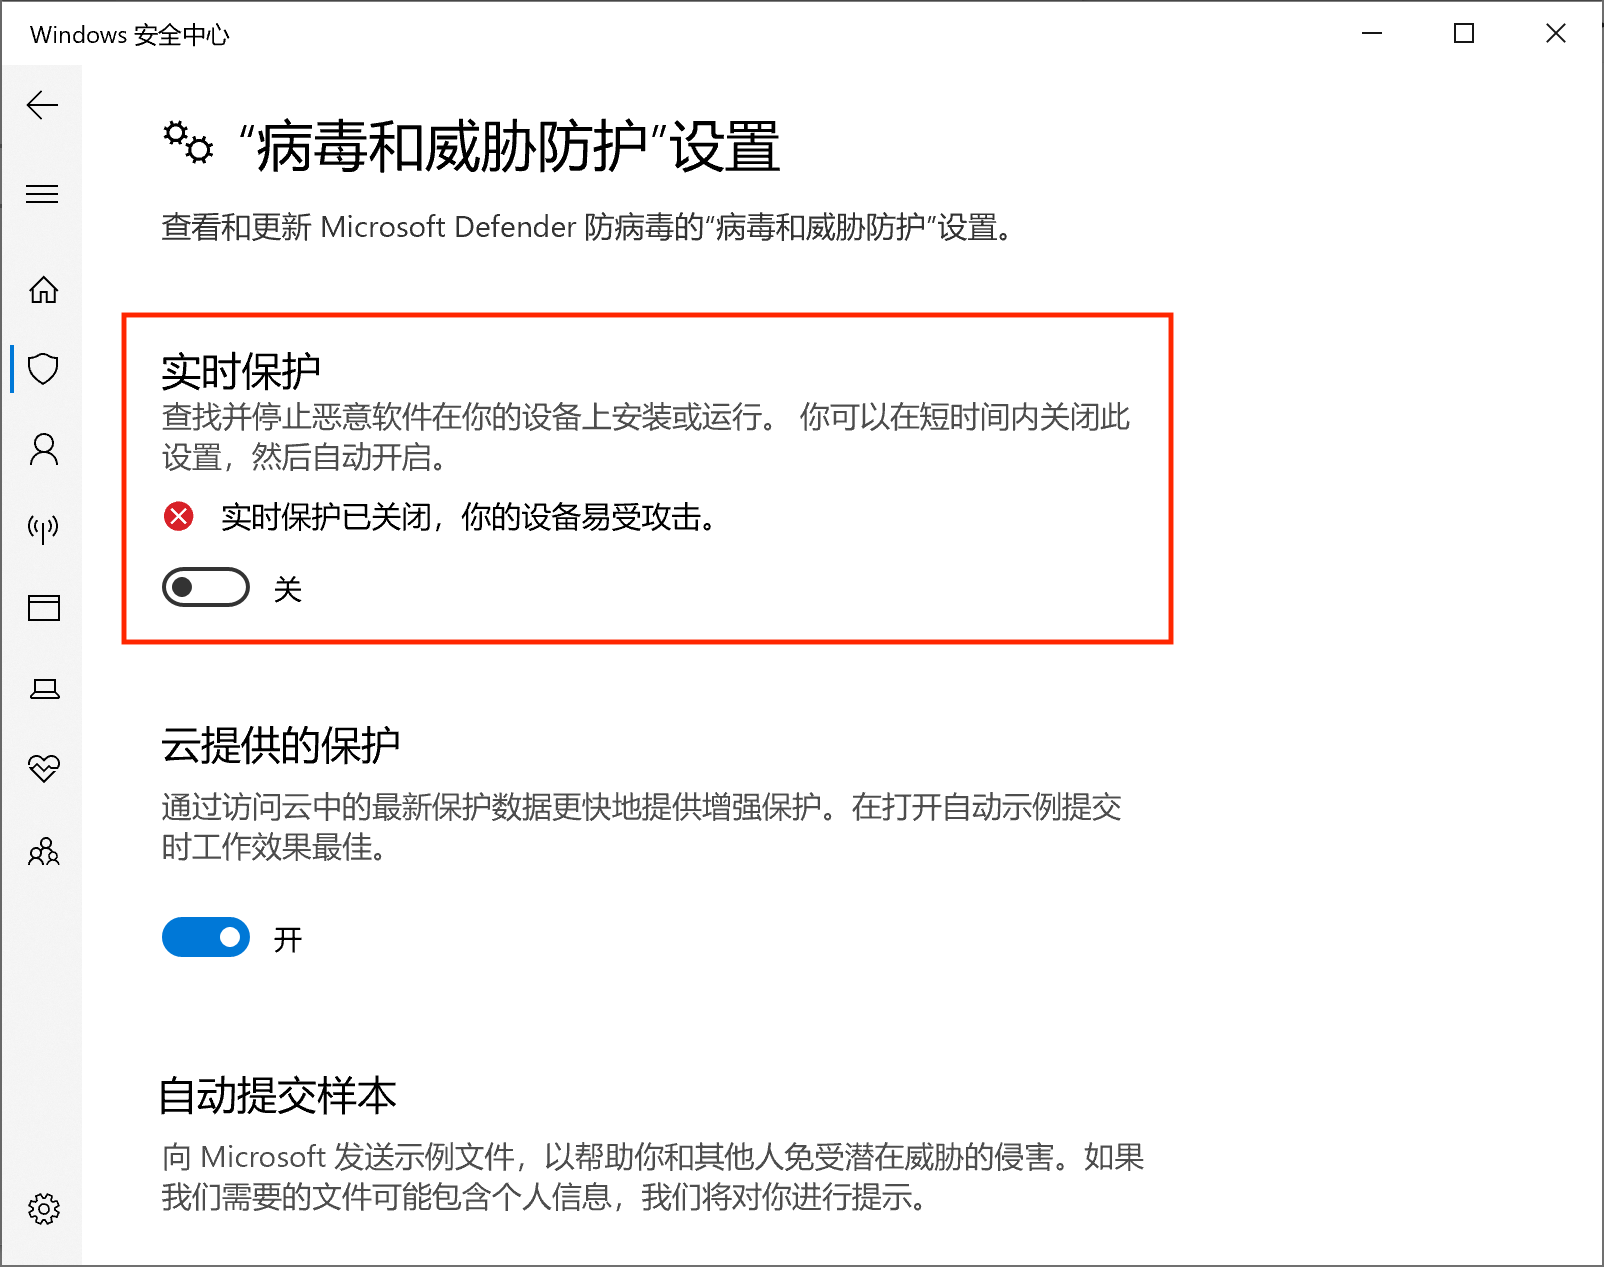 Windows 安全中心
“病毒和威胁防护”设置
查看和更新 Microsoft Defender 防病毒的“病毒和威胁防护”设置。
实时保护
查找并停止恶意软件在你的设备上安装或运行。 你可以在短时间内关闭此
设置，然后自动开启。
实时保护已关闭，你的设备易受攻击。
关
云提供的保护
通过访问云中的最新保护数据更快地提供增强保护。在打开自动示例提交
时工作效果最佳。
开
自动提交样本
向 Microsoft 发送示例文件，以帮助你和其他人免受潜在威胁的侵害。如果
我们需要的文件可能包含个人信息，我们将对你进行提示。